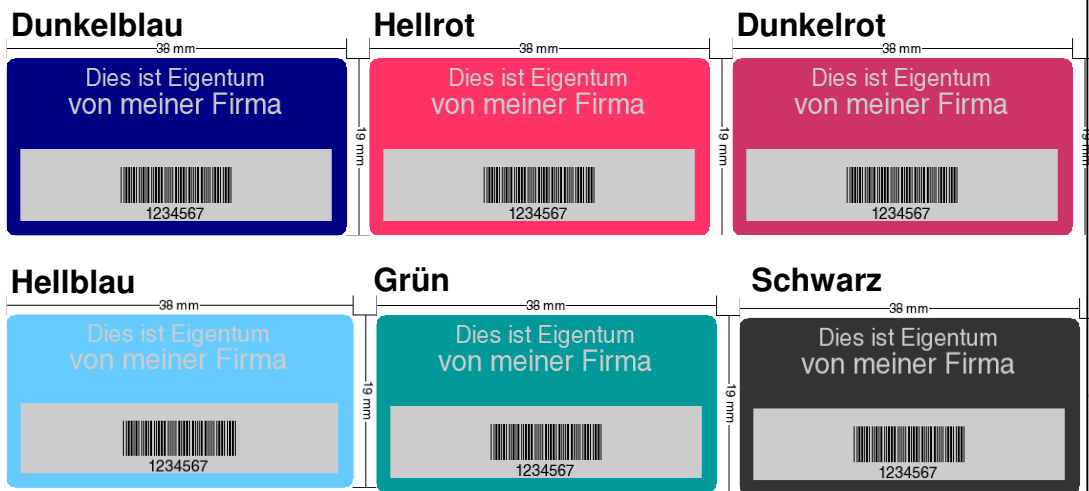 Dunkelblau
38 mm
Dies ist Eigentum
von meiner Firma
1234567
19 mm
Hellrot
38 mm
Dies ist Eigentum
von meiner Firma
1234567
19 mm
Dunkelrot
38 mm
Dies ist Eigentum
von meiner Firma
1234567
19 mm
Hellblau
38 mm
Dies ist Eigentum
von meiner Firma
1234567
19 mm
Grün
38 mm
Dies ist Eigentum
von meiner Firma
1234567
19 mm
Schwarz
38 mm
Dies ist Eigentum
von meiner Firma
1234567